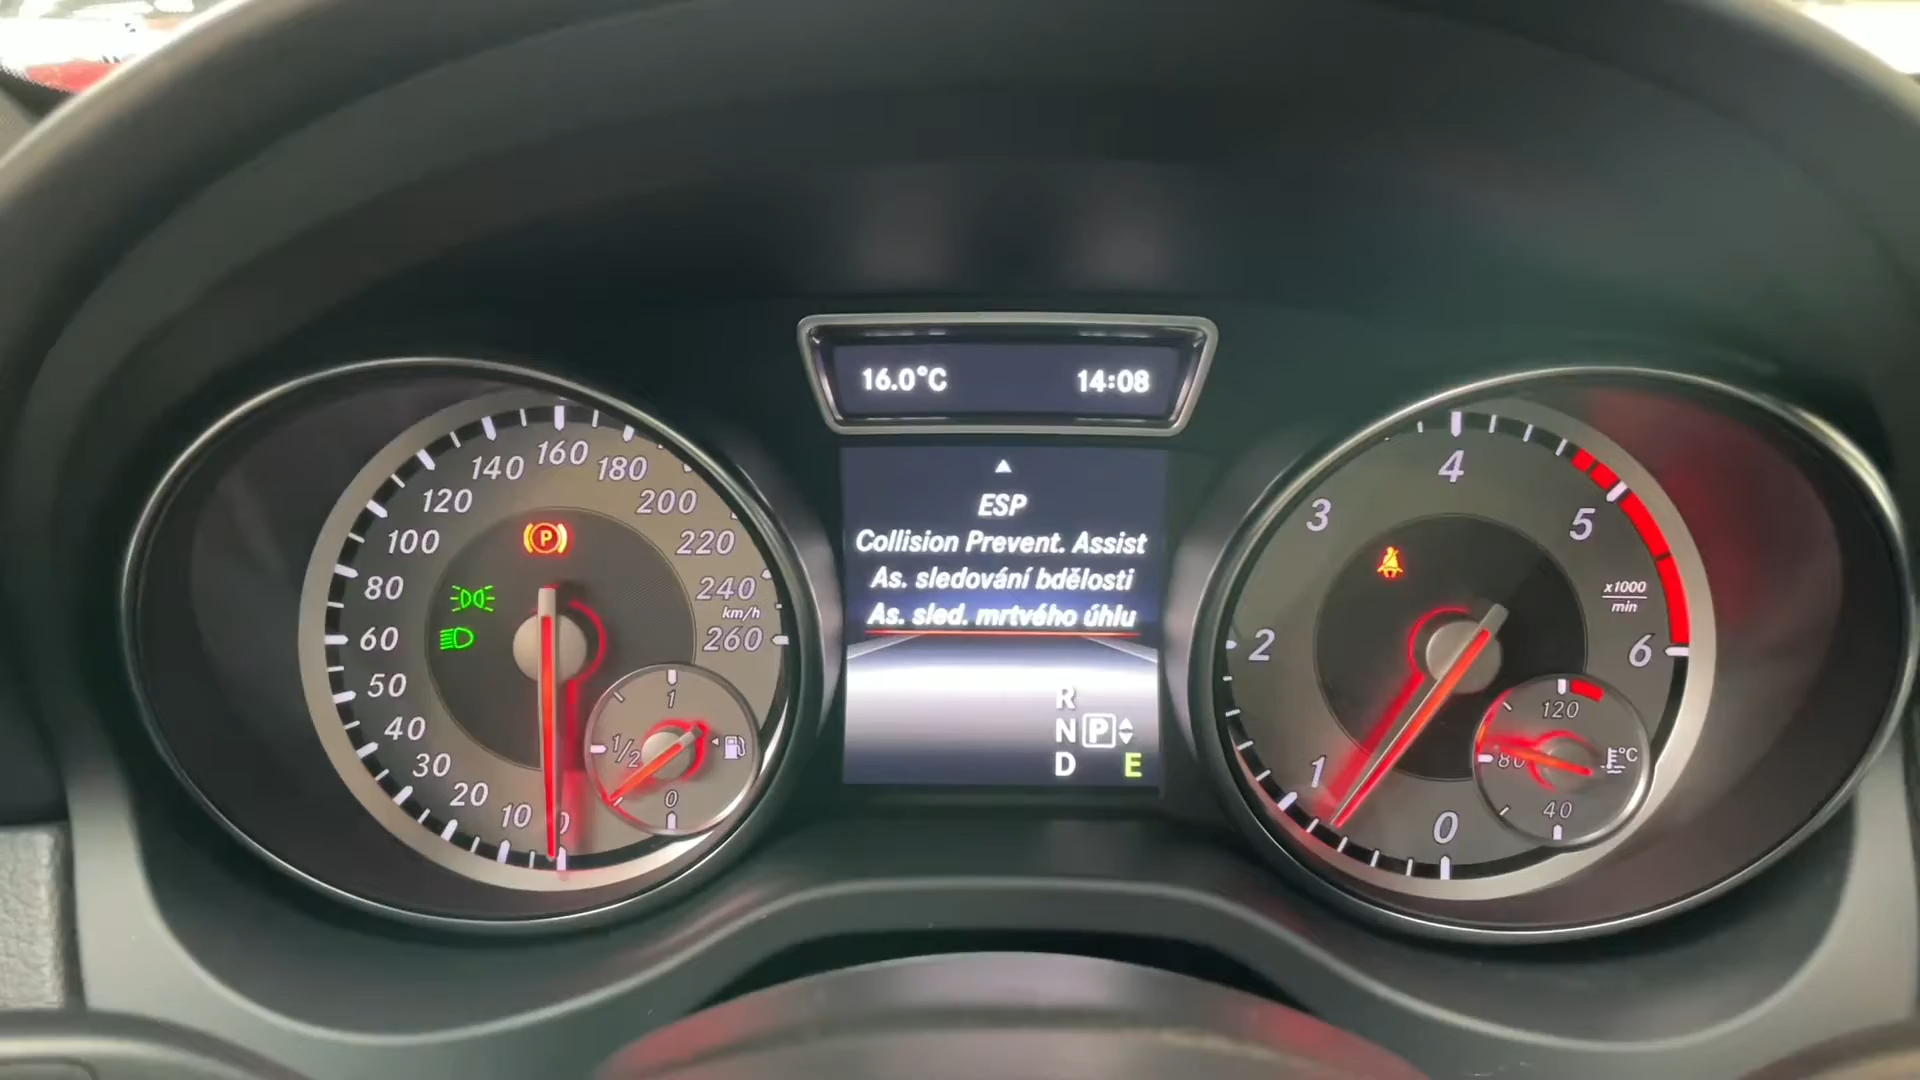 16.0°C 14:08
ESP
Collision Prevent. Assist
As. sledování bdělosti
As. sled. mrtvého úhlu
R
N P
D E
0
10
20
30
40
50
60
80
100
120
140
160
180
200
220
240
km/h
260
P
1
1/2
0
0
1
2
3
4
5
6
x1000
min
120
80
°C
40